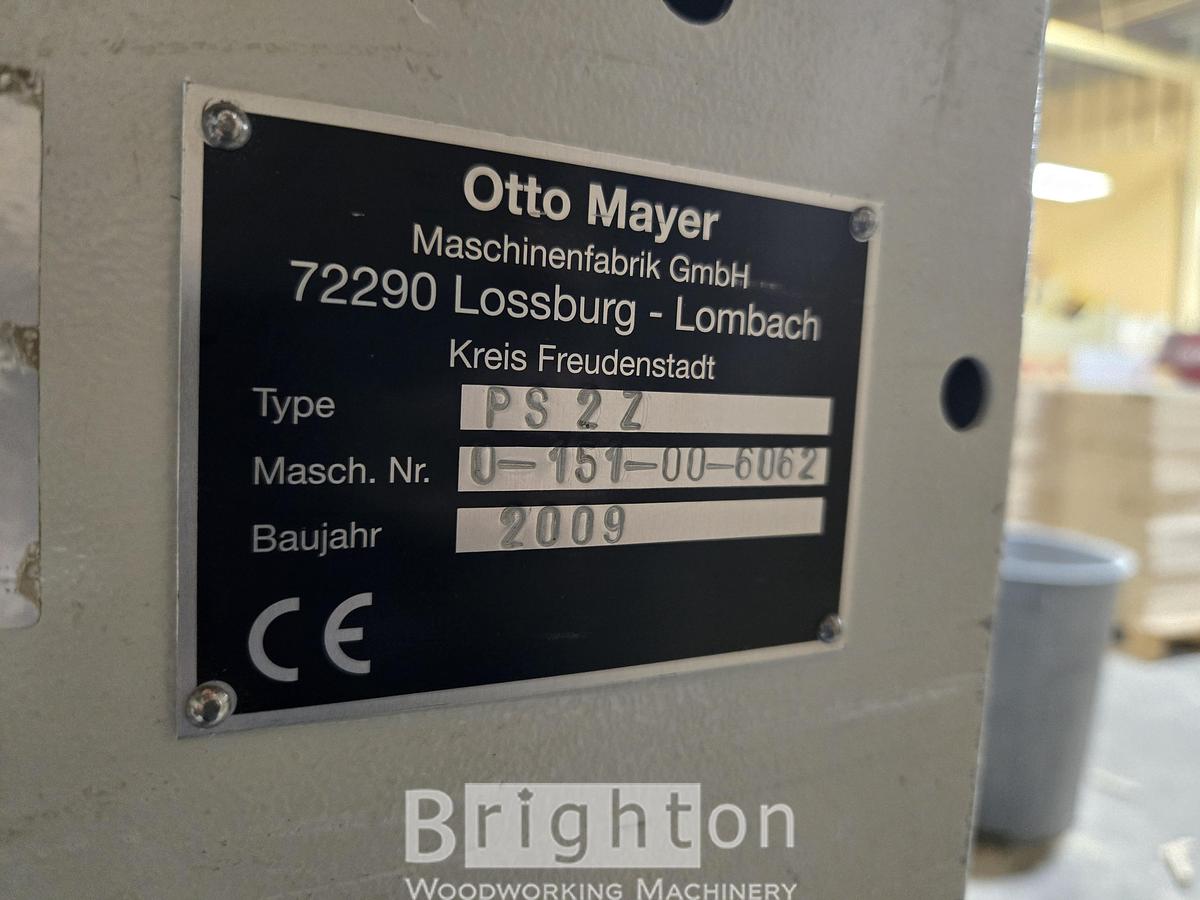 Otto Mayer
Maschinenfabrik GmbH
72290 Lossburg - Lombach
Kreis Freudenstadt
Type PS 2 Z
Masch. Nr. 0-151-00-6062
Baujahr 2009
CE
Brighton
WOODWORKING MACHINERY